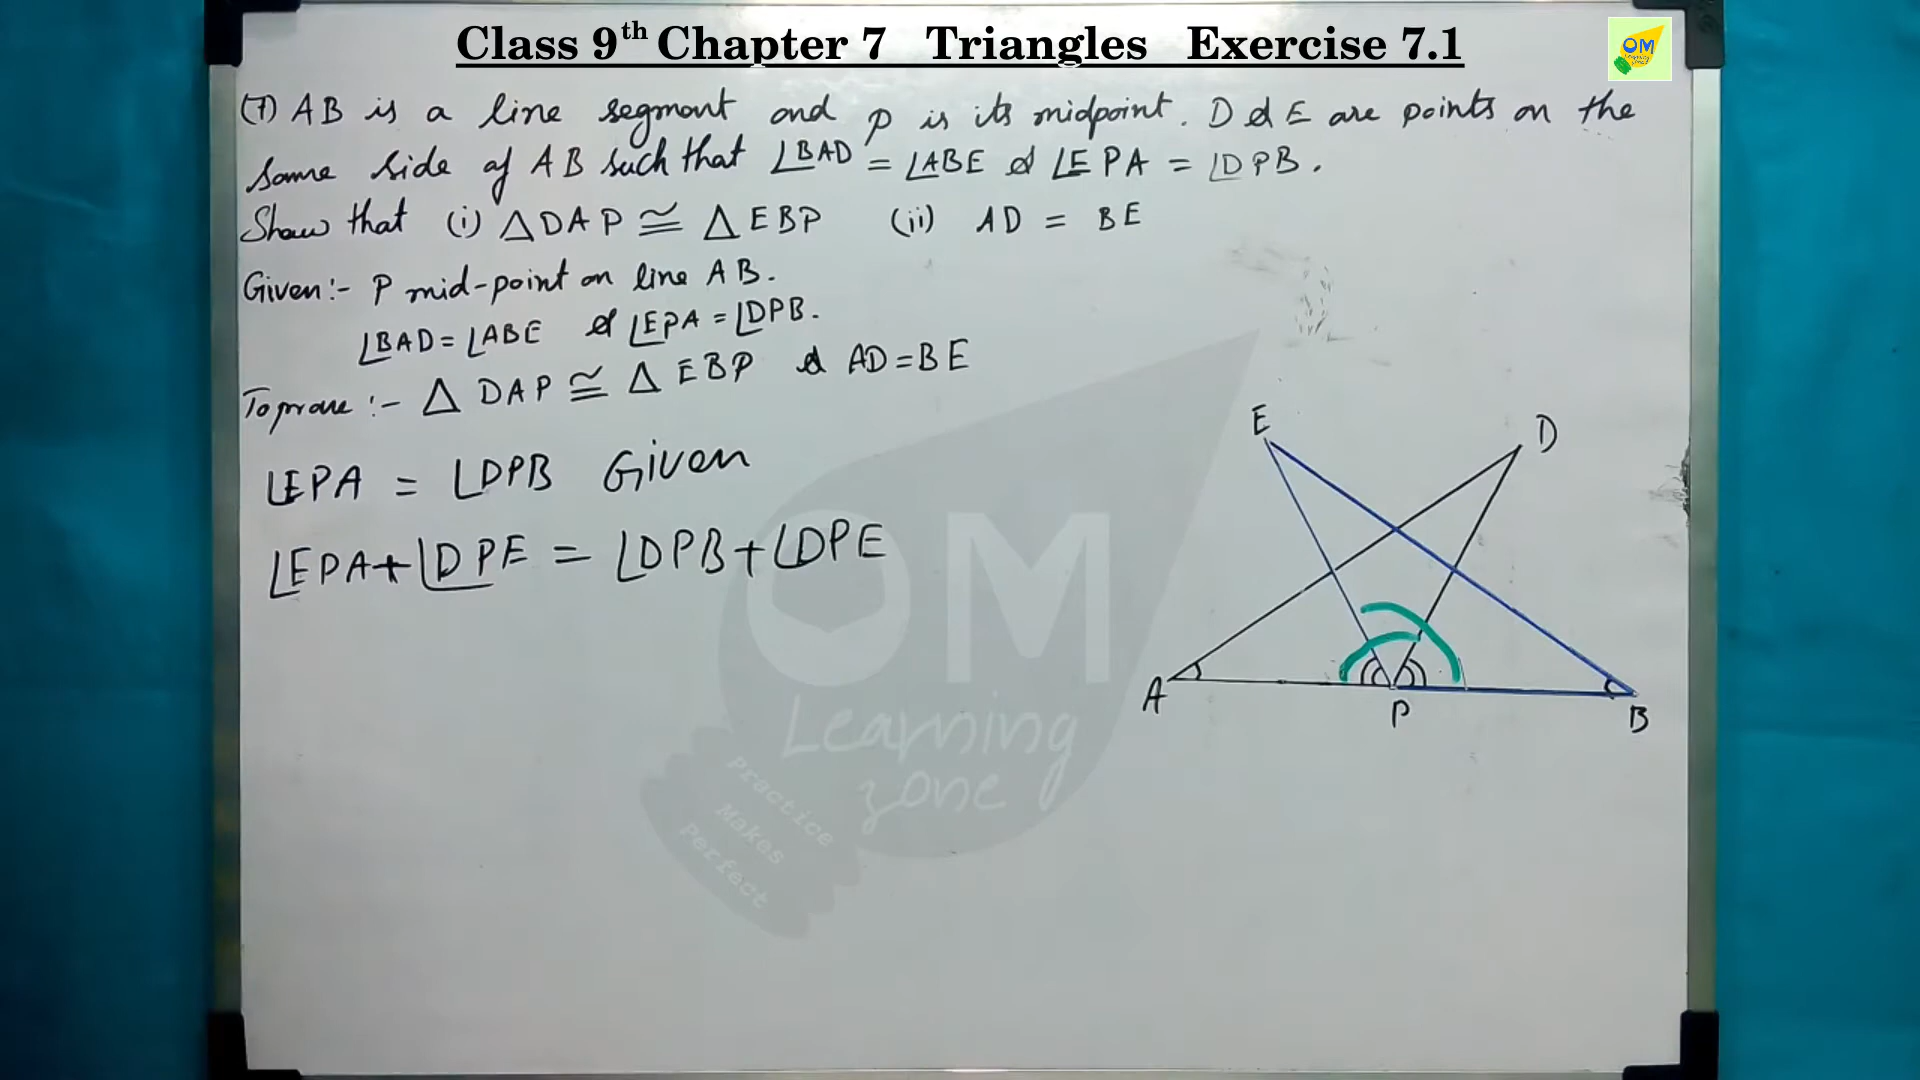 Class 9th Chapter 7 Triangles Exercise 7.1
OM
Learning
Zone
(7) AB is a line segment and P is its midpoint. D & E are points on the
same side of AB such that ∠BAD = ∠ABE & ∠EPA = ∠DPB.
Show that (i) △DAP ≅ △EBP (ii) AD = BE
Given:- P mid-point on line AB.
∠BAD = ∠ABE & ∠EPA = ∠DPB.
To prove :- △ DAP ≅ △ EBP & AD = BE
∠EPA = ∠DPB Given
∠EPA + ∠DPE = ∠DPB + ∠DPE
E
D
A
P
B
OM
Learning
zone
Practice
Makes
Perfect